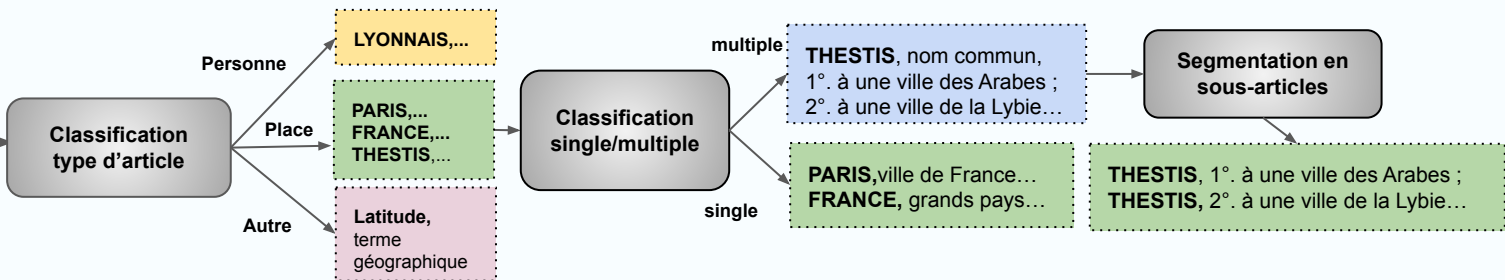 Classification
type d'article
Personne
Place
Autre
LYONNAIS,...
PARIS,...
FRANCE,...
THESTIS,...
Latitude,
terme
géographique
Classification
single/multiple
multiple
single
THESTIS, nom commun,
1°. à une ville des Arabes ;
2°. à une ville de la Lybie…
PARIS,ville de France…
FRANCE, grands pays…
Segmentation en
sous-articles
THESTIS, 1°. à une ville des Arabes ;
THESTIS, 2°. à une ville de la Lybie…